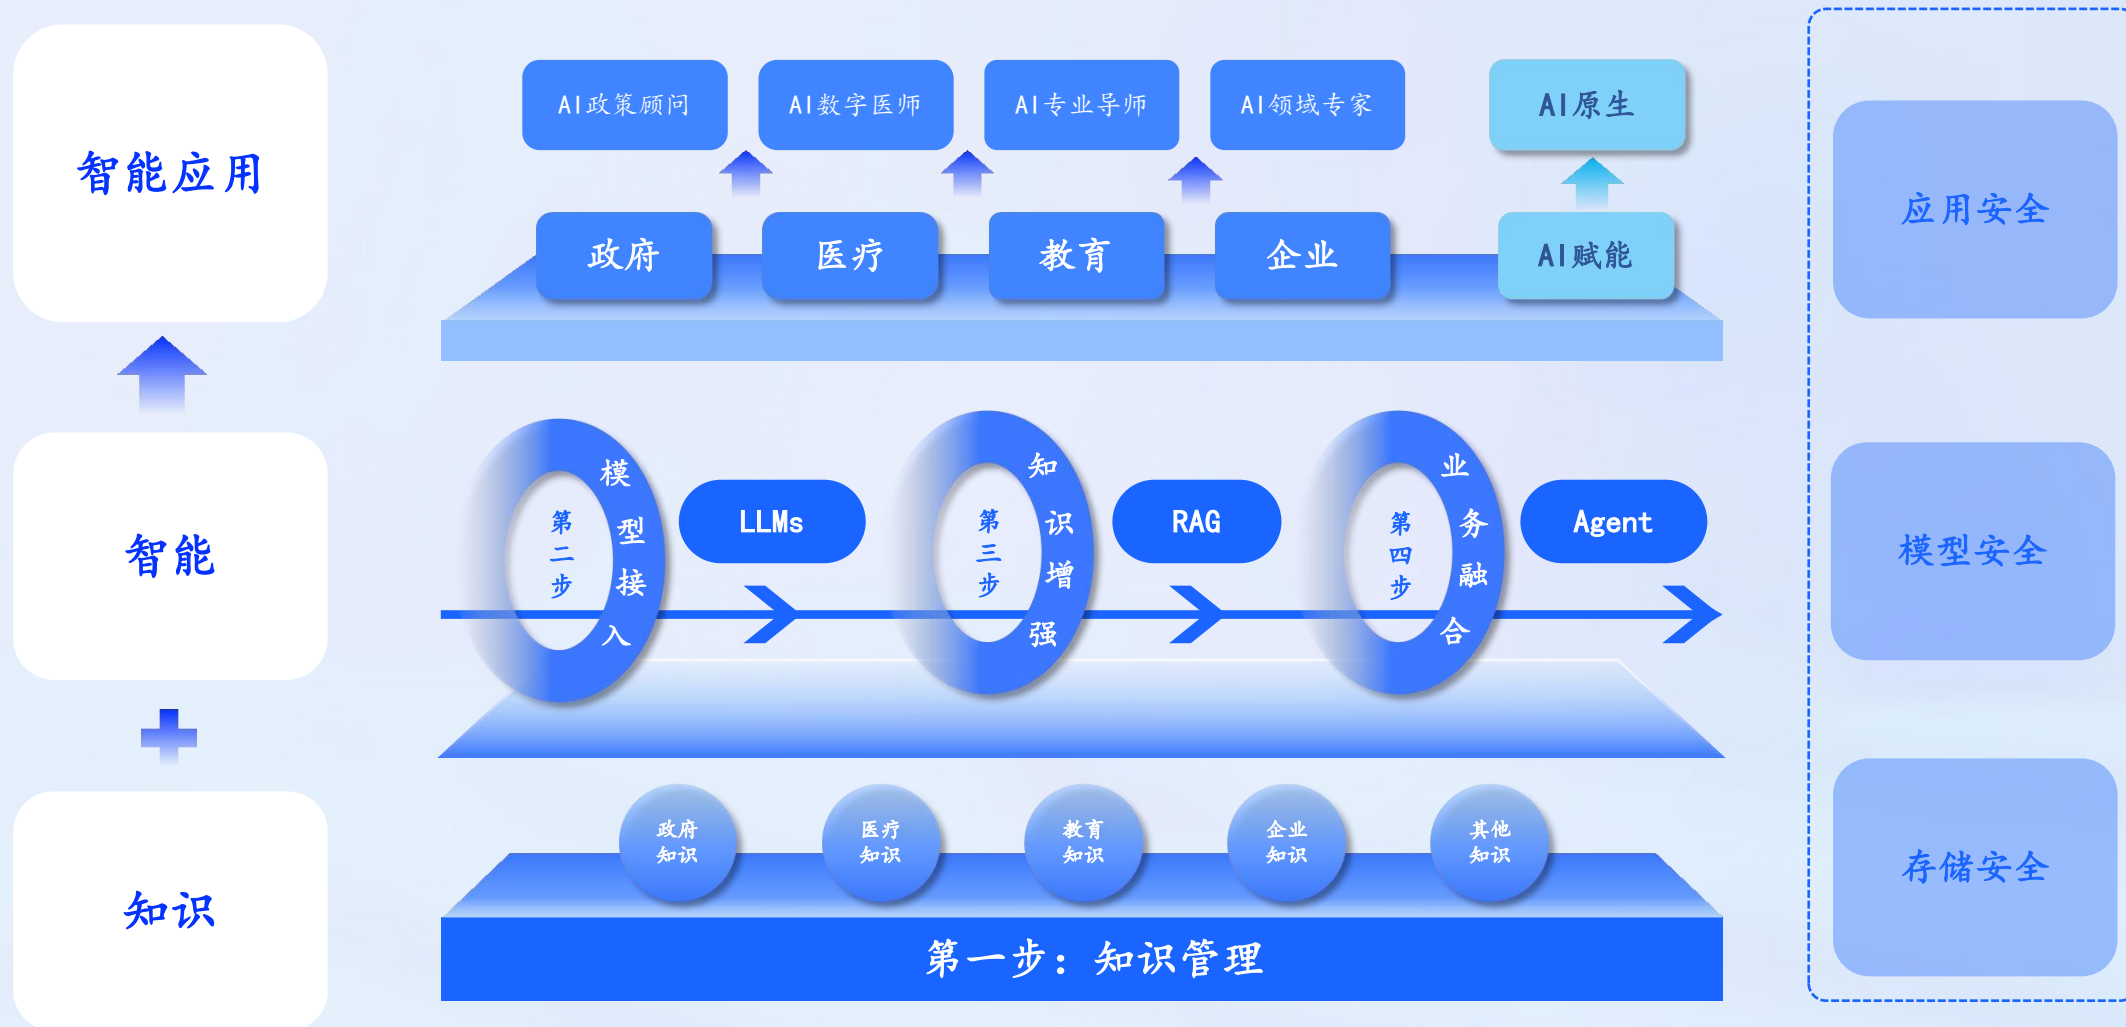 智能应用
AI政策顾问
AI数字医师
AI专业导师
AI领域专家
AI原生
政府
医疗
教育
企业
AI赋能
应用安全
智能
第二步
模型接入
LLMs
第三步
知识增强
RAG
第四步
业务融合
Agent
模型安全
知识
政府
知识
医疗
知识
教育
知识
企业
知识
其他
知识
第一步：知识管理
存储安全